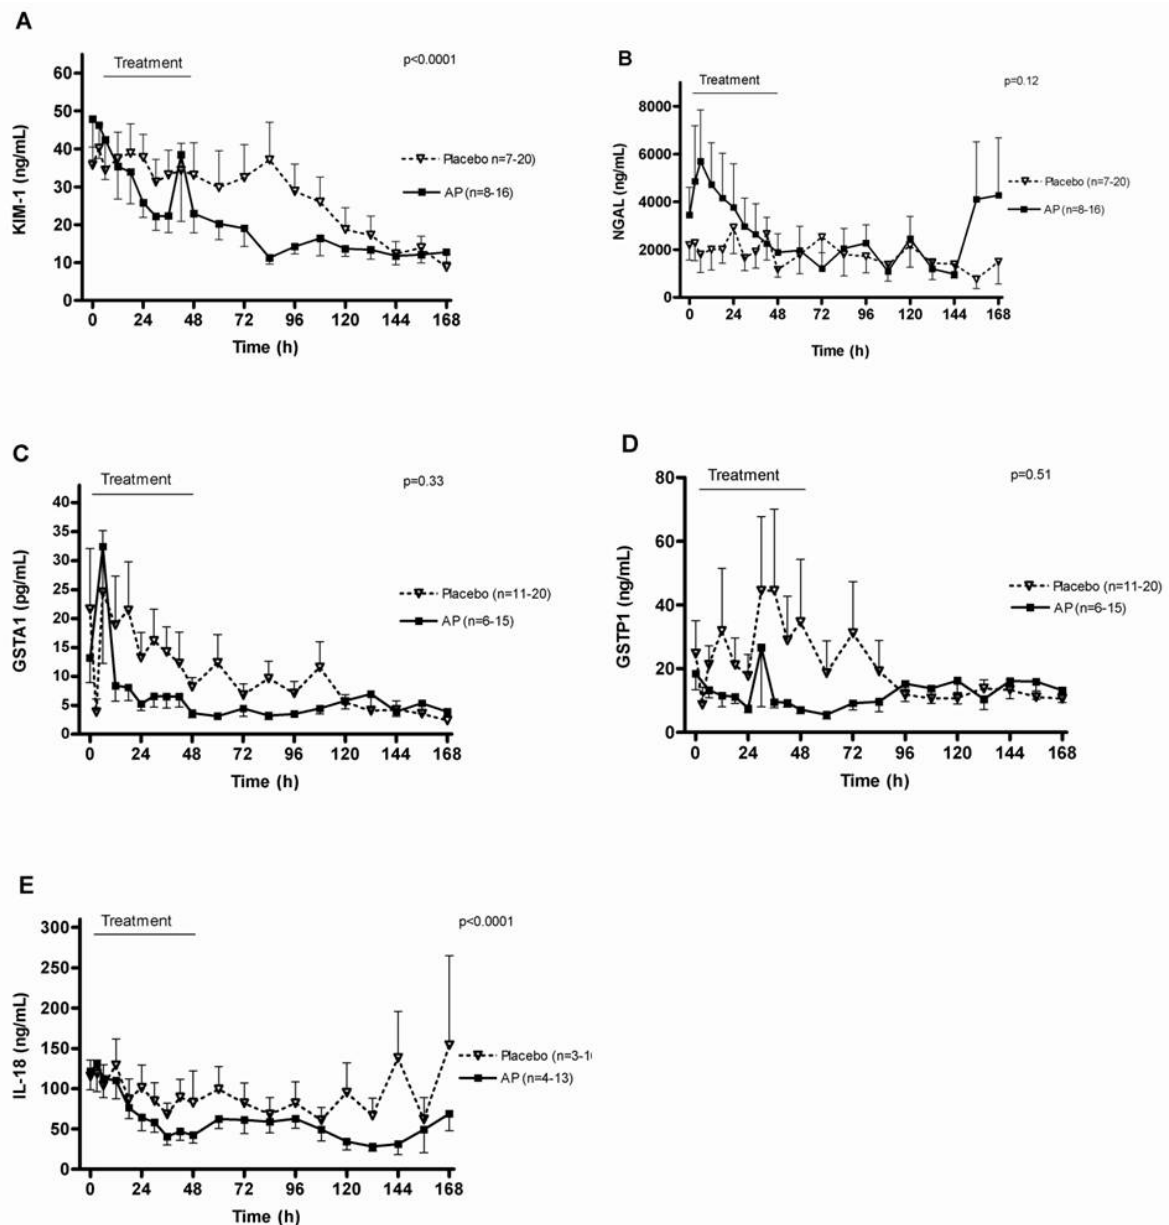 A
Treatment
p<0.0001
60
50
40
30
20
10
0
KIM-1 (ng/mL)
Placebo n=7-20)
AP (n=8-16)
0 24 48 72 96 120 144 168
Time (h)
B
Treatment
p=0.12
8000
6000
4000
2000
0
NGAL (ng/mL)
Placebo (n=7-20)
AP (n=8-16)
0 24 48 72 96 120 144 168
Time (h)
C
Treatment
p=0.33
40
35
30
25
20
15
10
5
0
GSTA1 (pg/mL)
Placebo (n=11-20)
AP (n=6-15)
0 24 48 72 96 120 144 168
Time (h)
D
Treatment
p=0.51
80
60
40
20
0
GSTP1 (ng/mL)
Placebo (n=11-20)
AP (n=6-15)
0 24 48 72 96 120 144 168
Time (h)
E
Treatment
p<0.0001
300
250
200
150
100
50
0
IL-18 (ng/mL)
Placebo (n=3-1
AP (n=4-13)
0 24 48 72 96 120 144 168
Time (h)